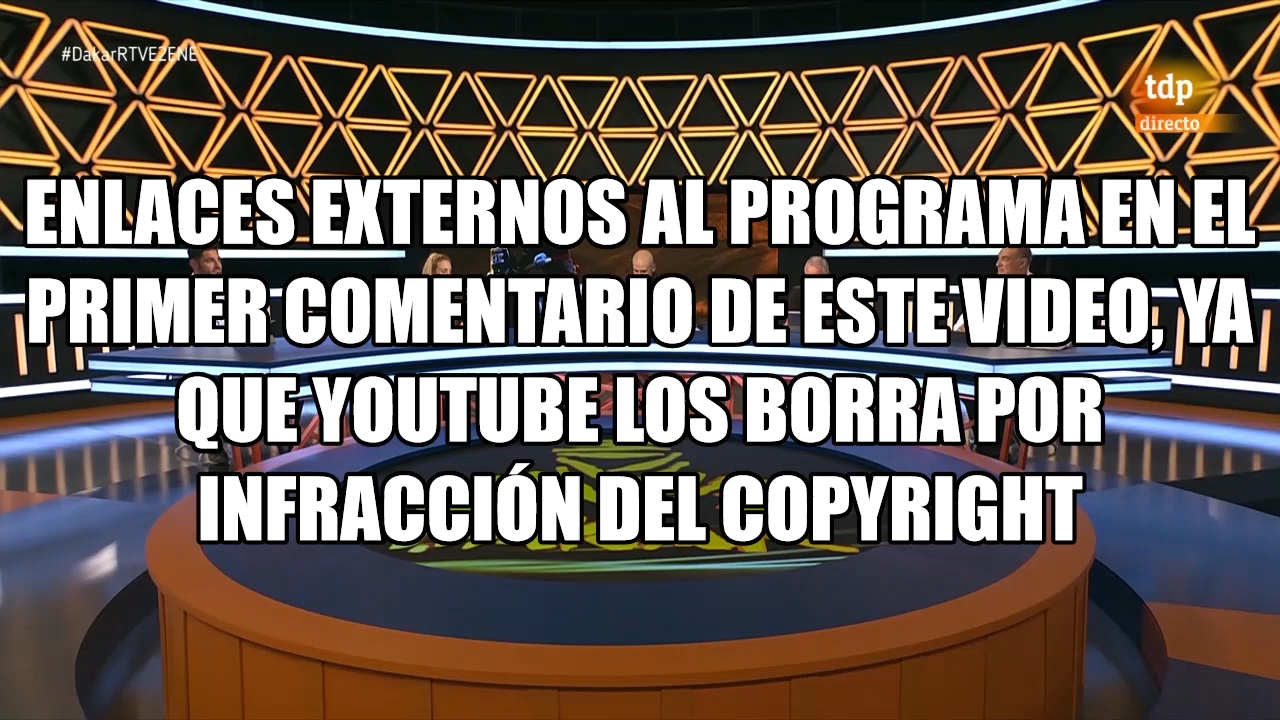 #DakarRTVE2ENE
tdp
directo
ENLACES EXTERNOS AL PROGRAMA EN EL
PRIMER COMENTARIO DE ESTE VIDEO, YA
QUE YOUTUBE LOS BORRA POR
INFRACCIÓN DEL COPYRIGHT